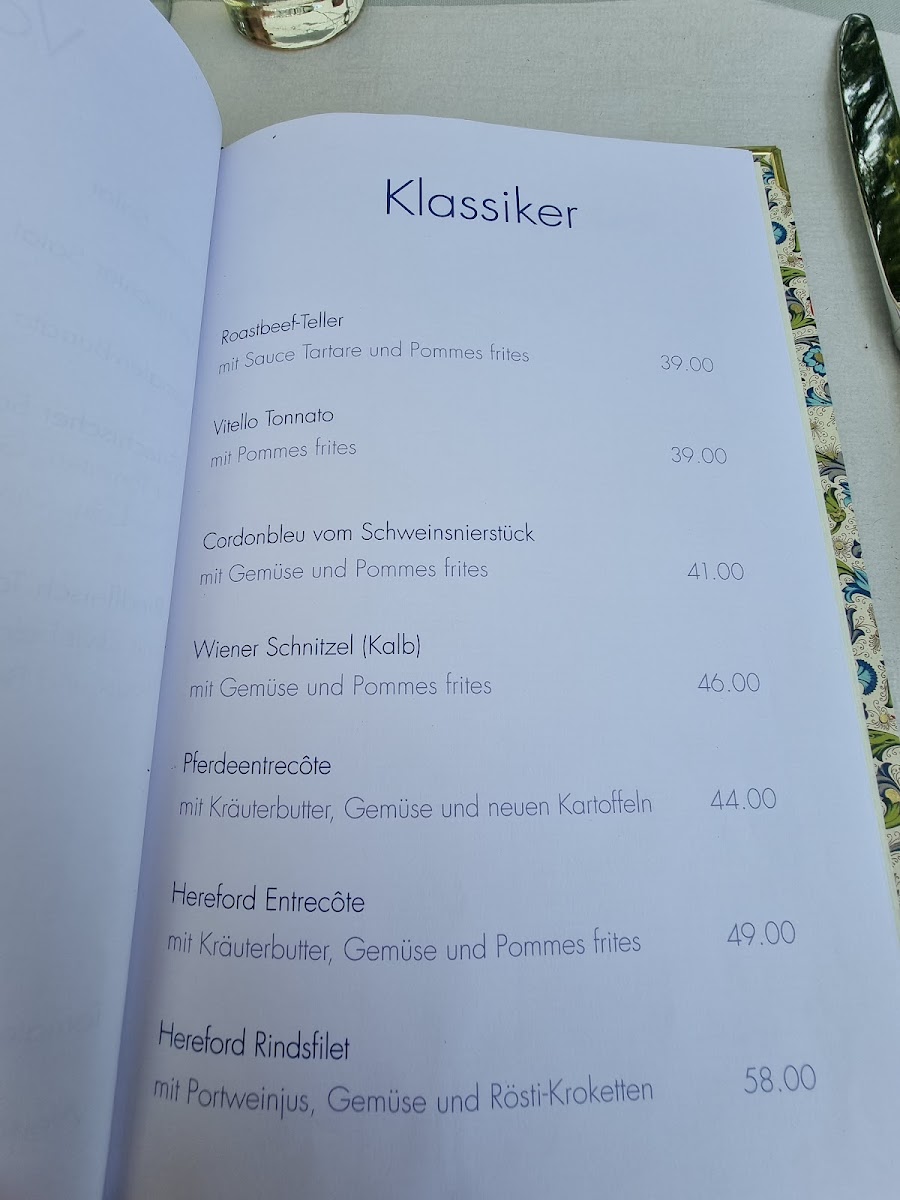 Klassiker
Roastbeef-Teller
mit Sauce Tartare und Pommes frites 39.00
Vitello Tonnato
mit Pommes frites 39.00
Cordonbleu vom Schweinsnierstück
mit Gemüse und Pommes frites 41.00
Wiener Schnitzel (Kalb)
mit Gemüse und Pommes frites 46.00
Pferdeentrecôte
mit Kräuterbutter, Gemüse und neuen Kartoffeln 44.00
Hereford Entrecôte
mit Kräuterbutter, Gemüse und Pommes frites 49.00
Hereford Rindsfilet
mit Portweinjus, Gemüse und Rösti-Kroketten 58.00